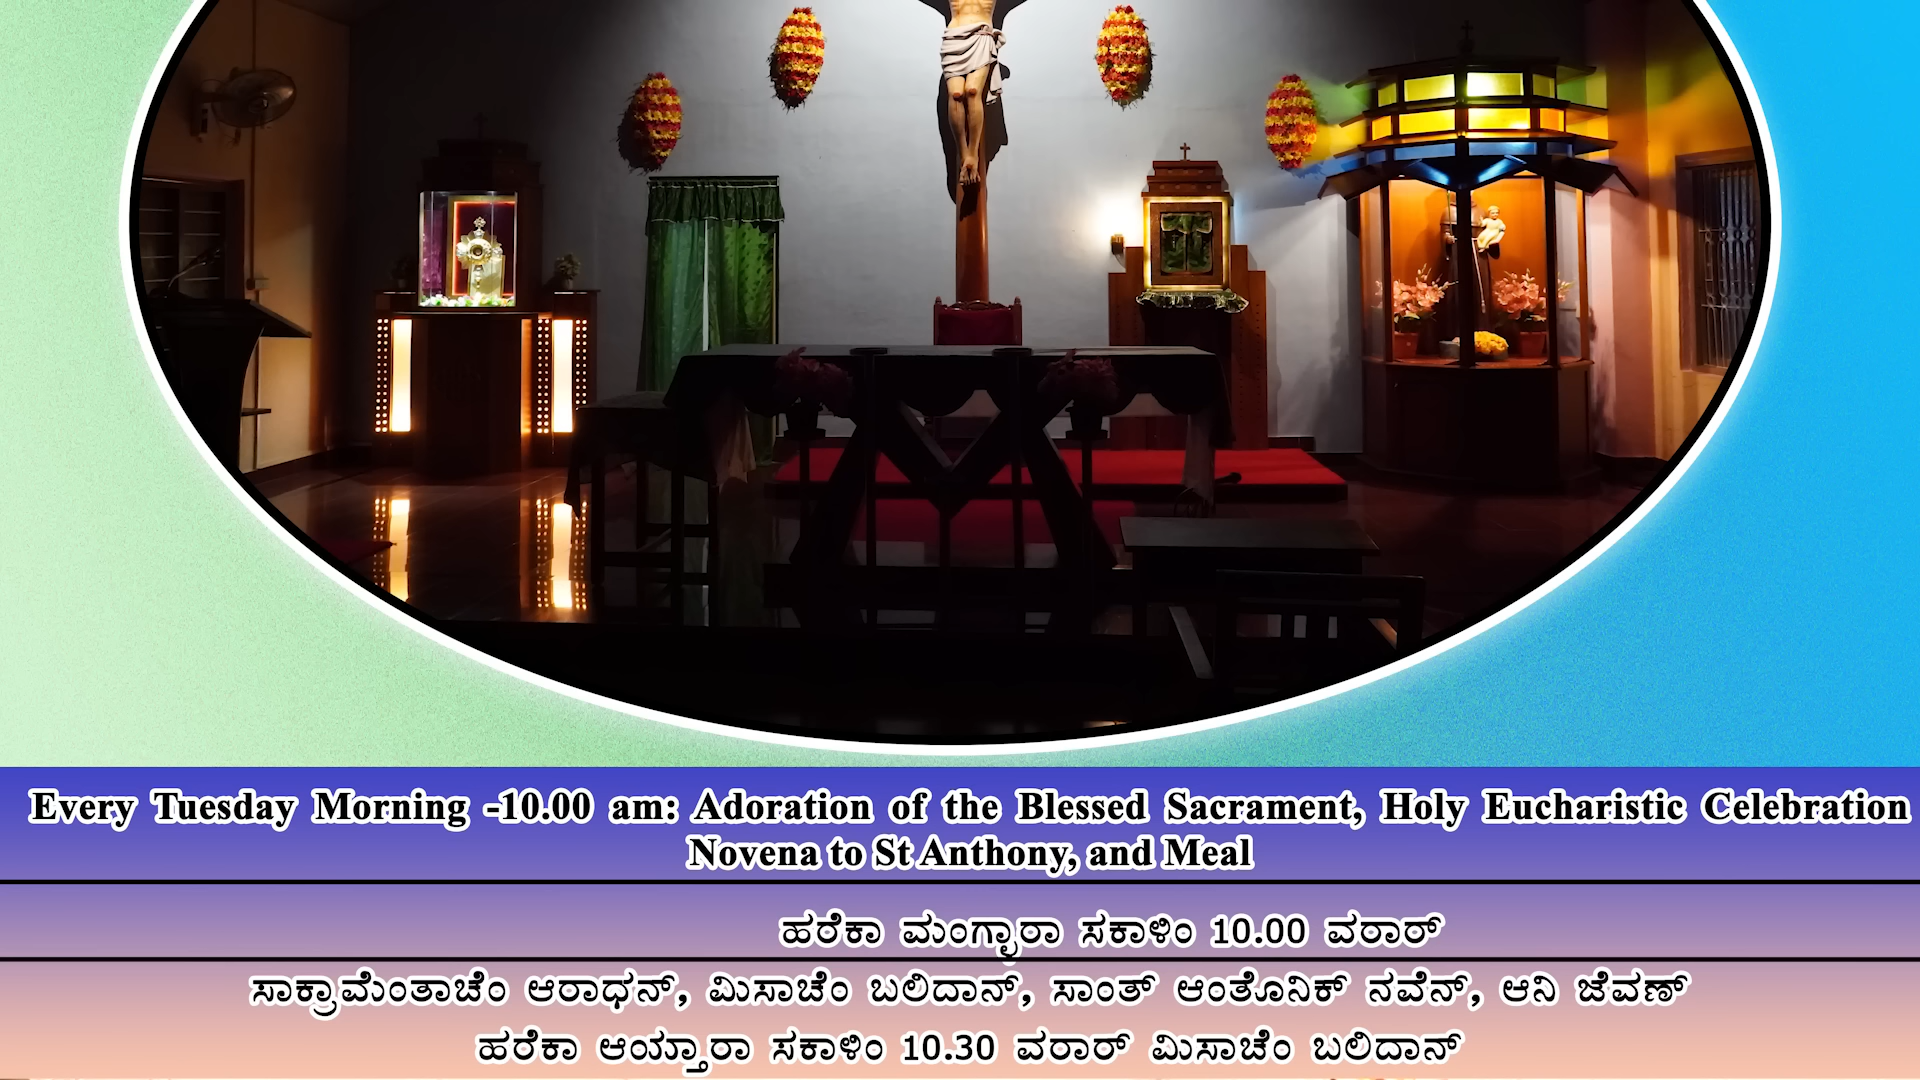 Every Tuesday Morning -10.00 am: Adoration of the Blessed Sacrament, Holy Eucharistic Celebration
Novena to St Anthony, and Meal
ಹರೆಕಾ ಮಂಗ್ಳಾರಾ ಸಕಾಳಿಂ 10.00 ವರಾರ್
ಸಾಕ್ರಾಮೆಂತಾಚೆಂ ಆರಾಧನ್, ಮಿಸಾಚೆಂ ಬಲಿದಾನ್, ಸಾಂತ್ ಆಂತೊನಿಕ್ ನವೆನ್, ಆನಿ ಜೆವಣ್
ಹರೆಕಾ ಆಯ್ತಾರಾ ಸಕಾಳಿಂ 10.30 ವರಾರ್ ಮಿಸಾಚೆಂ ಬಲಿದಾನ್